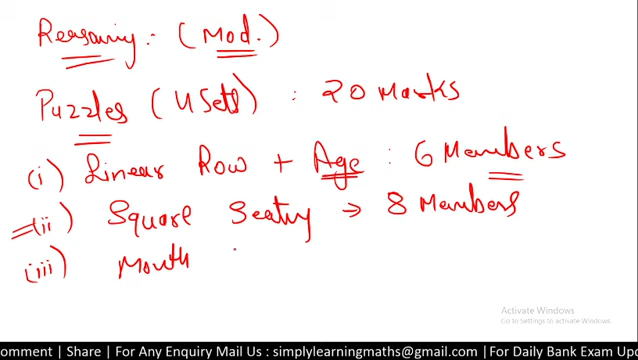 Reasoning : (Mod.)
Puzzles (4 Sets) : 20 Marks
(i) Linear Row + Age : 6 Members
(ii) Square Seating → 8 Members
(iii) Month
Activate Windows
Go to Settings to activate Windows.
omment | Share | For Any Enquiry Mail Us : simplylearningmaths@gmail.com | For Daily Bank Exam Upd